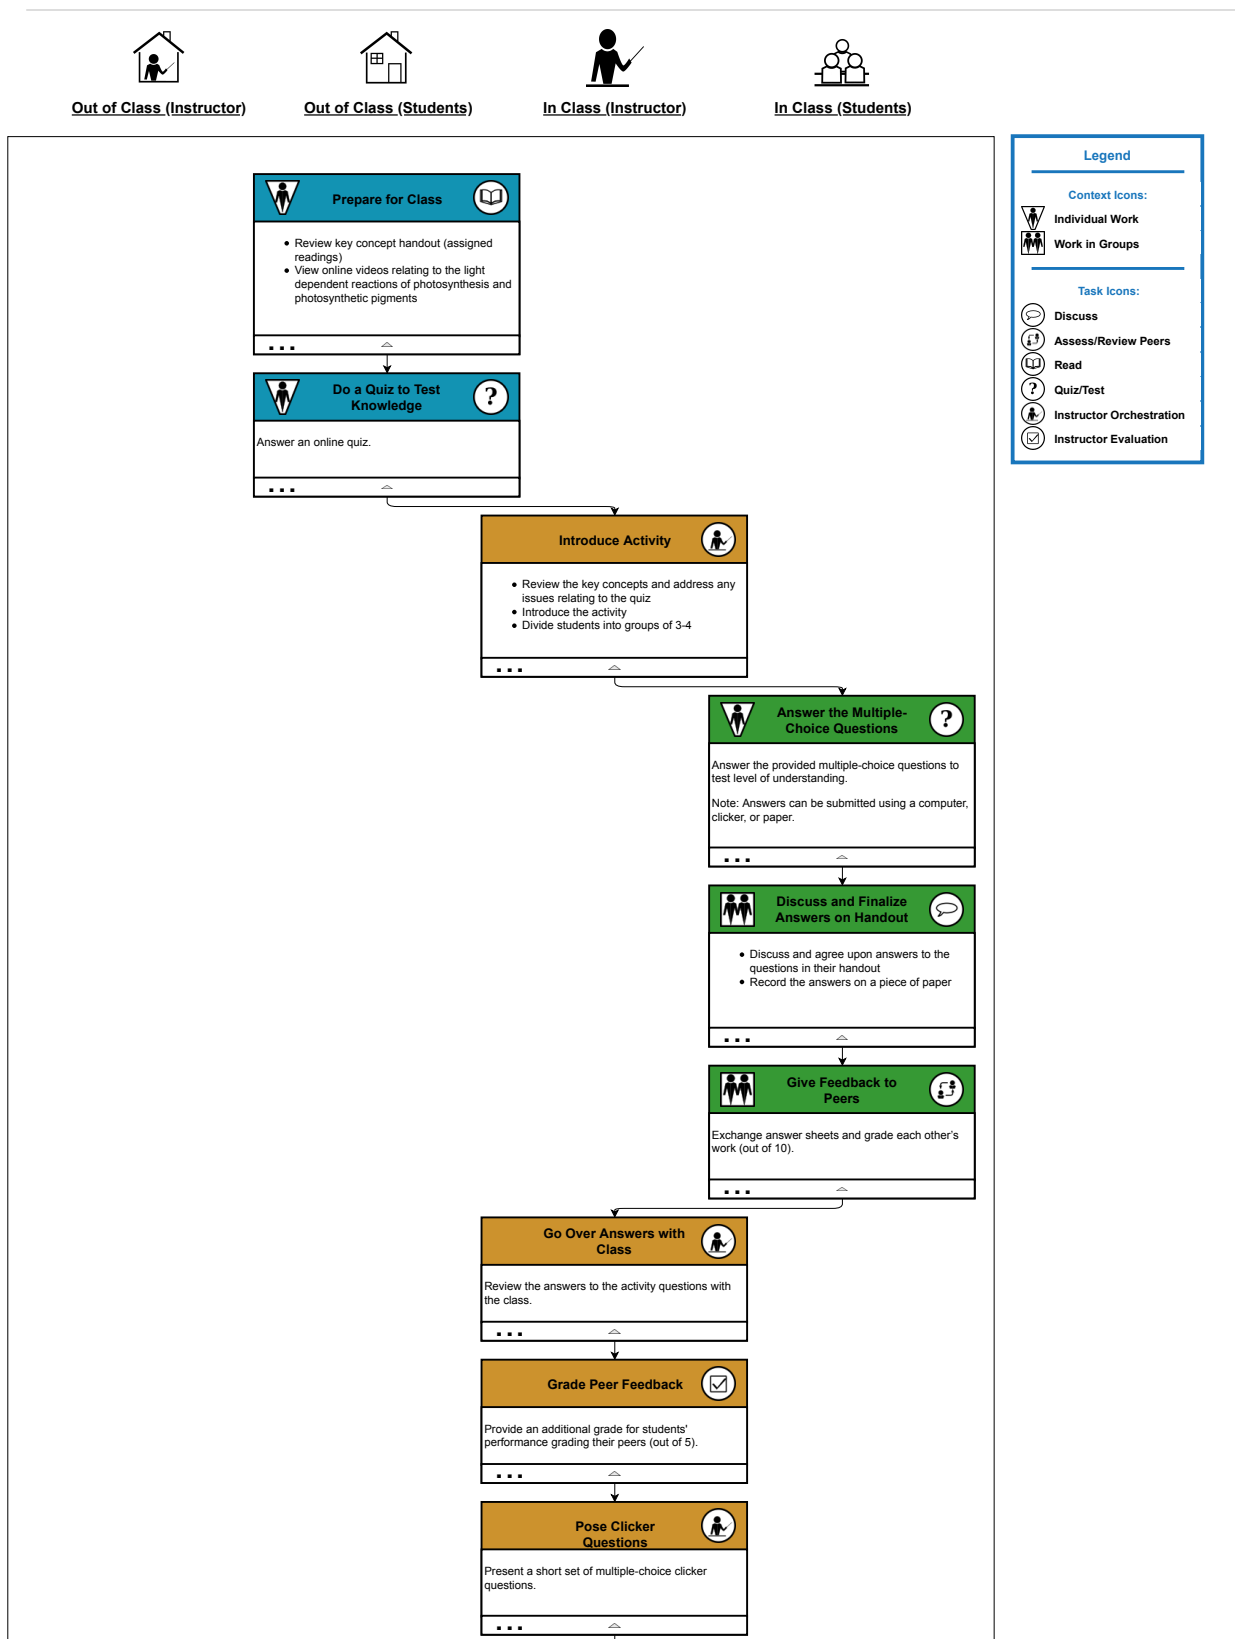 Out of Class (Instructor)
Out of Class (Students)
In Class (Instructor)
In Class (Students)
Legend
Context Icons:
Individual Work
Work in Groups
Task Icons:
Discuss
Assess/Review Peers
Read
Quiz/Test
Instructor Orchestration
Instructor Evaluation
Prepare for Class
• Review key concept handout (assigned
readings)
• View online videos relating to the light
dependent reactions of photosynthesis and
photosynthetic pigments
Do a Quiz to Test
Knowledge
?
Answer an online quiz.
Introduce Activity
• Review the key concepts and address any
issues relating to the quiz
• Introduce the activity
• Divide students into groups of 3-4
Answer the Multiple-
Choice Questions
?
Answer the provided multiple-choice questions to
test level of understanding.
Note: Answers can be submitted using a computer,
clicker, or paper.
Discuss and Finalize
Answers on Handout
• Discuss and agree upon answers to the
questions in their handout
• Record the answers on a piece of paper
Give Feedback to
Peers
Exchange answer sheets and grade each other's
work (out of 10).
Go Over Answers with
Class
Review the answers to the activity questions with
the class.
Grade Peer Feedback
Provide an additional grade for students'
performance grading their peers (out of 5).
Pose Clicker
Questions
Present a short set of multiple-choice clicker
questions.